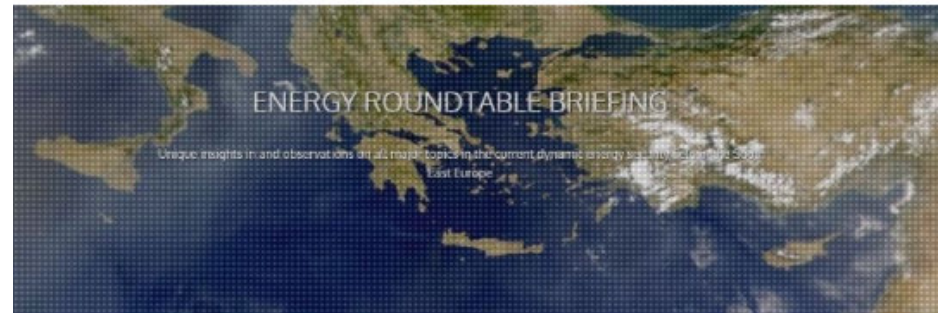 ENERGY ROUNDTABLE BRIEFING
Unique insights in and observations on all major topics in the current dynamic energy
East Europe